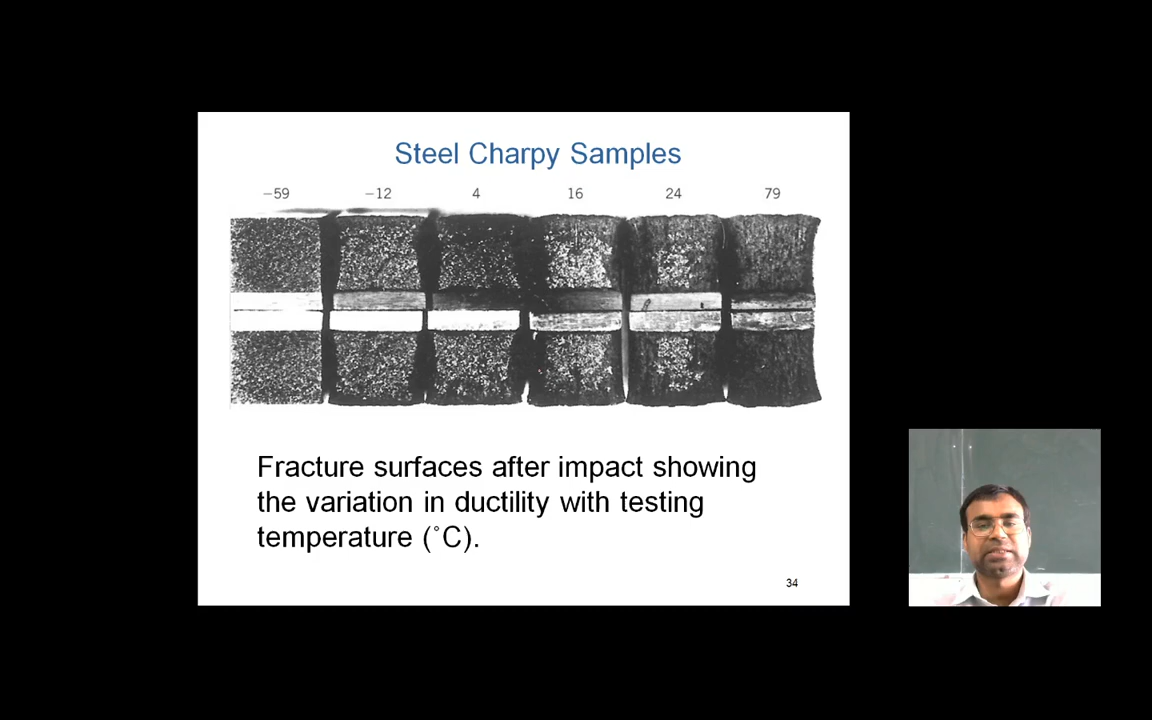 Steel Charpy Samples
−59 −12 4 16 24 79
Fracture surfaces after impact showing
the variation in ductility with testing
temperature (˚C).
34